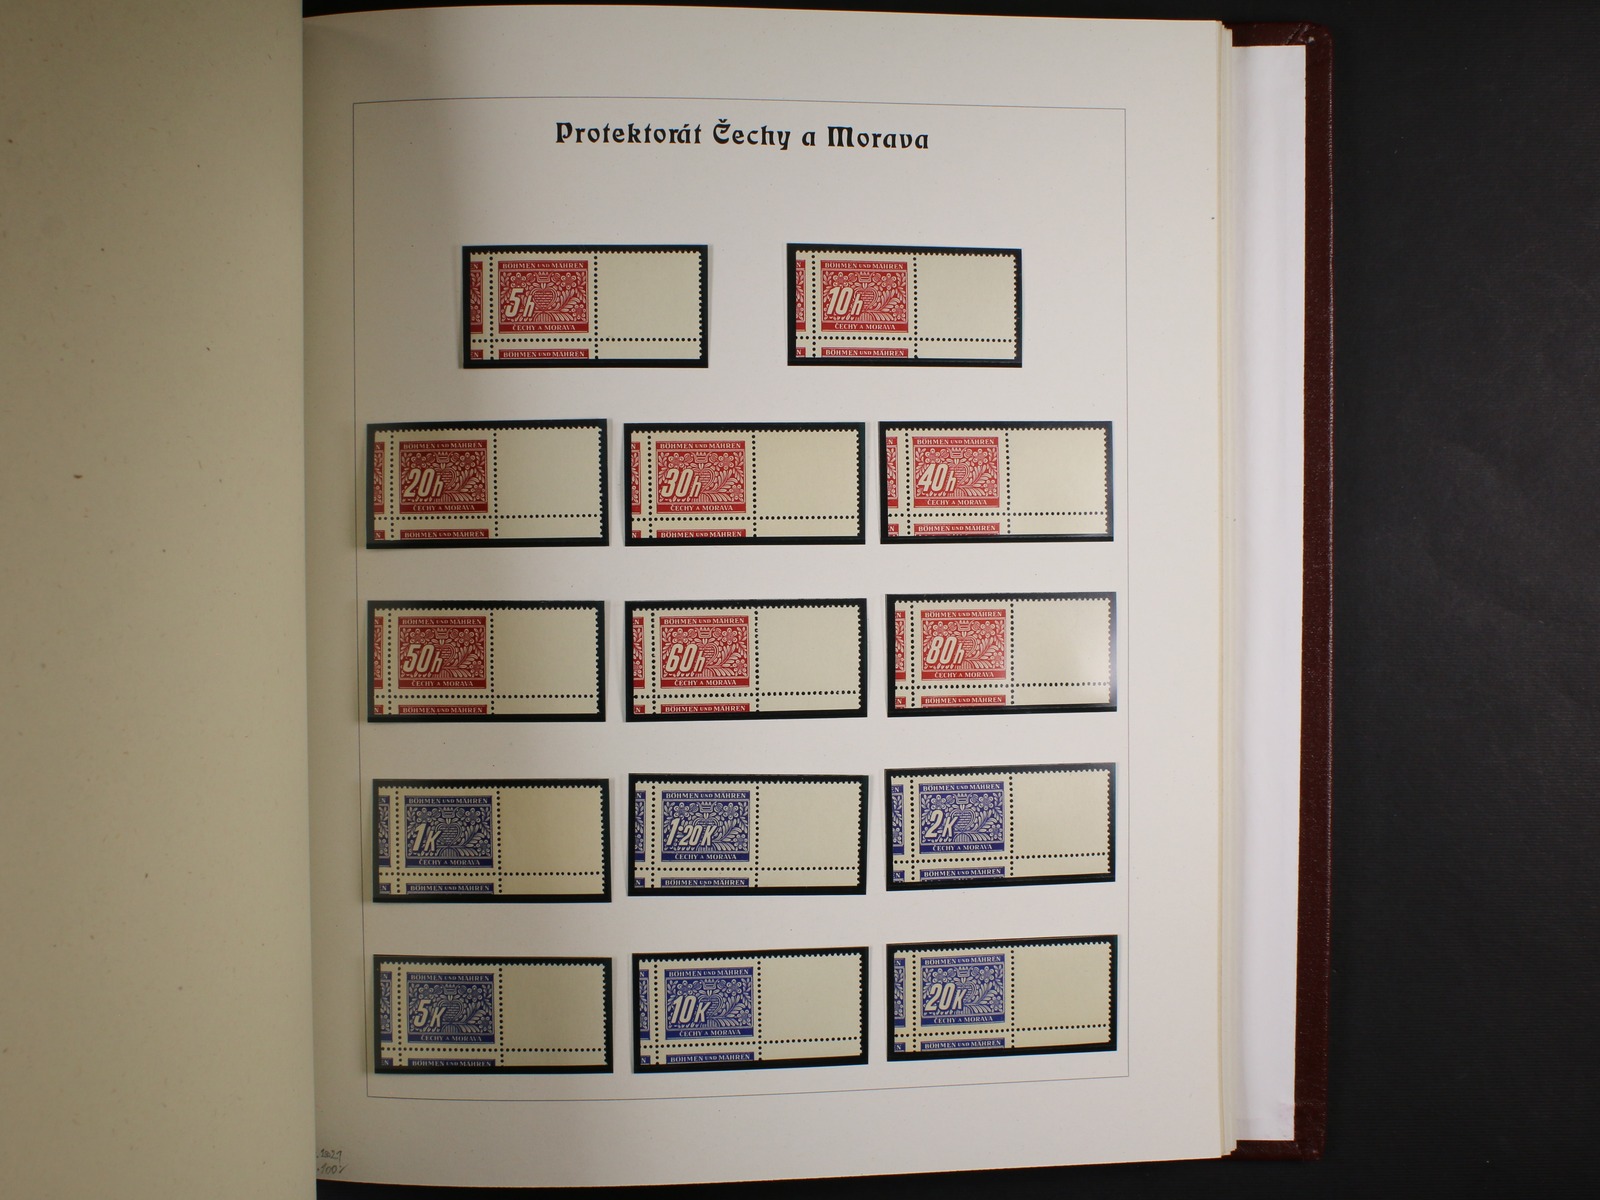 Protektorát Čechy a Morava
BÖHMEN UND MÄHREN
5h
ČECHY A MORAVA
N BÖHMEN UND MÄHREN
BÖHMEN UND MÄHREN
10h
ČECHY A MORAVA
N BÖHMEN UND MÄHREN
BÖHMEN UND MÄHREN
20h
ČECHY A MORAVA
N BÖHMEN UND MÄHREN
BÖHMEN UND MÄHREN
30h
ČECHY A MORAVA
N BÖHMEN UND MÄHREN
BÖHMEN UND MÄHREN
40h
ČECHY A MORAVA
N BÖHMEN UND MÄHREN
BÖHMEN UND MÄHREN
50h
ČECHY A MORAVA
N BÖHMEN UND MÄHREN
BÖHMEN UND MÄHREN
60h
ČECHY A MORAVA
N BÖHMEN UND MÄHREN
BÖHMEN UND MÄHREN
80h
ČECHY A MORAVA
N BÖHMEN UND MÄHREN
BÖHMEN UND MÄHREN
1K
ČECHY A MORAVA
N BÖHMEN UND MÄHREN
BÖHMEN UND MÄHREN
1·20K
ČECHY A MORAVA
N BÖHMEN UND MÄHREN
BÖHMEN UND MÄHREN
2K
ČECHY A MORAVA
N BÖHMEN UND MÄHREN
BÖHMEN UND MÄHREN
5K
ČECHY A MORAVA
N BÖHMEN UND MÄHREN
BÖHMEN UND MÄHREN
10K
ČECHY A MORAVA
N BÖHMEN UND MÄHREN
BÖHMEN UND MÄHREN
20K
ČECHY A MORAVA
N BÖHMEN UND MÄHREN